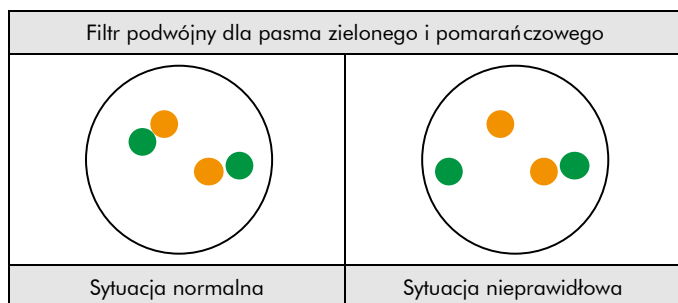 Filtr podwójny dla pasma zielonego i pomarańczowego
Sytuacja normalna
Sytuacja nieprawidłowa